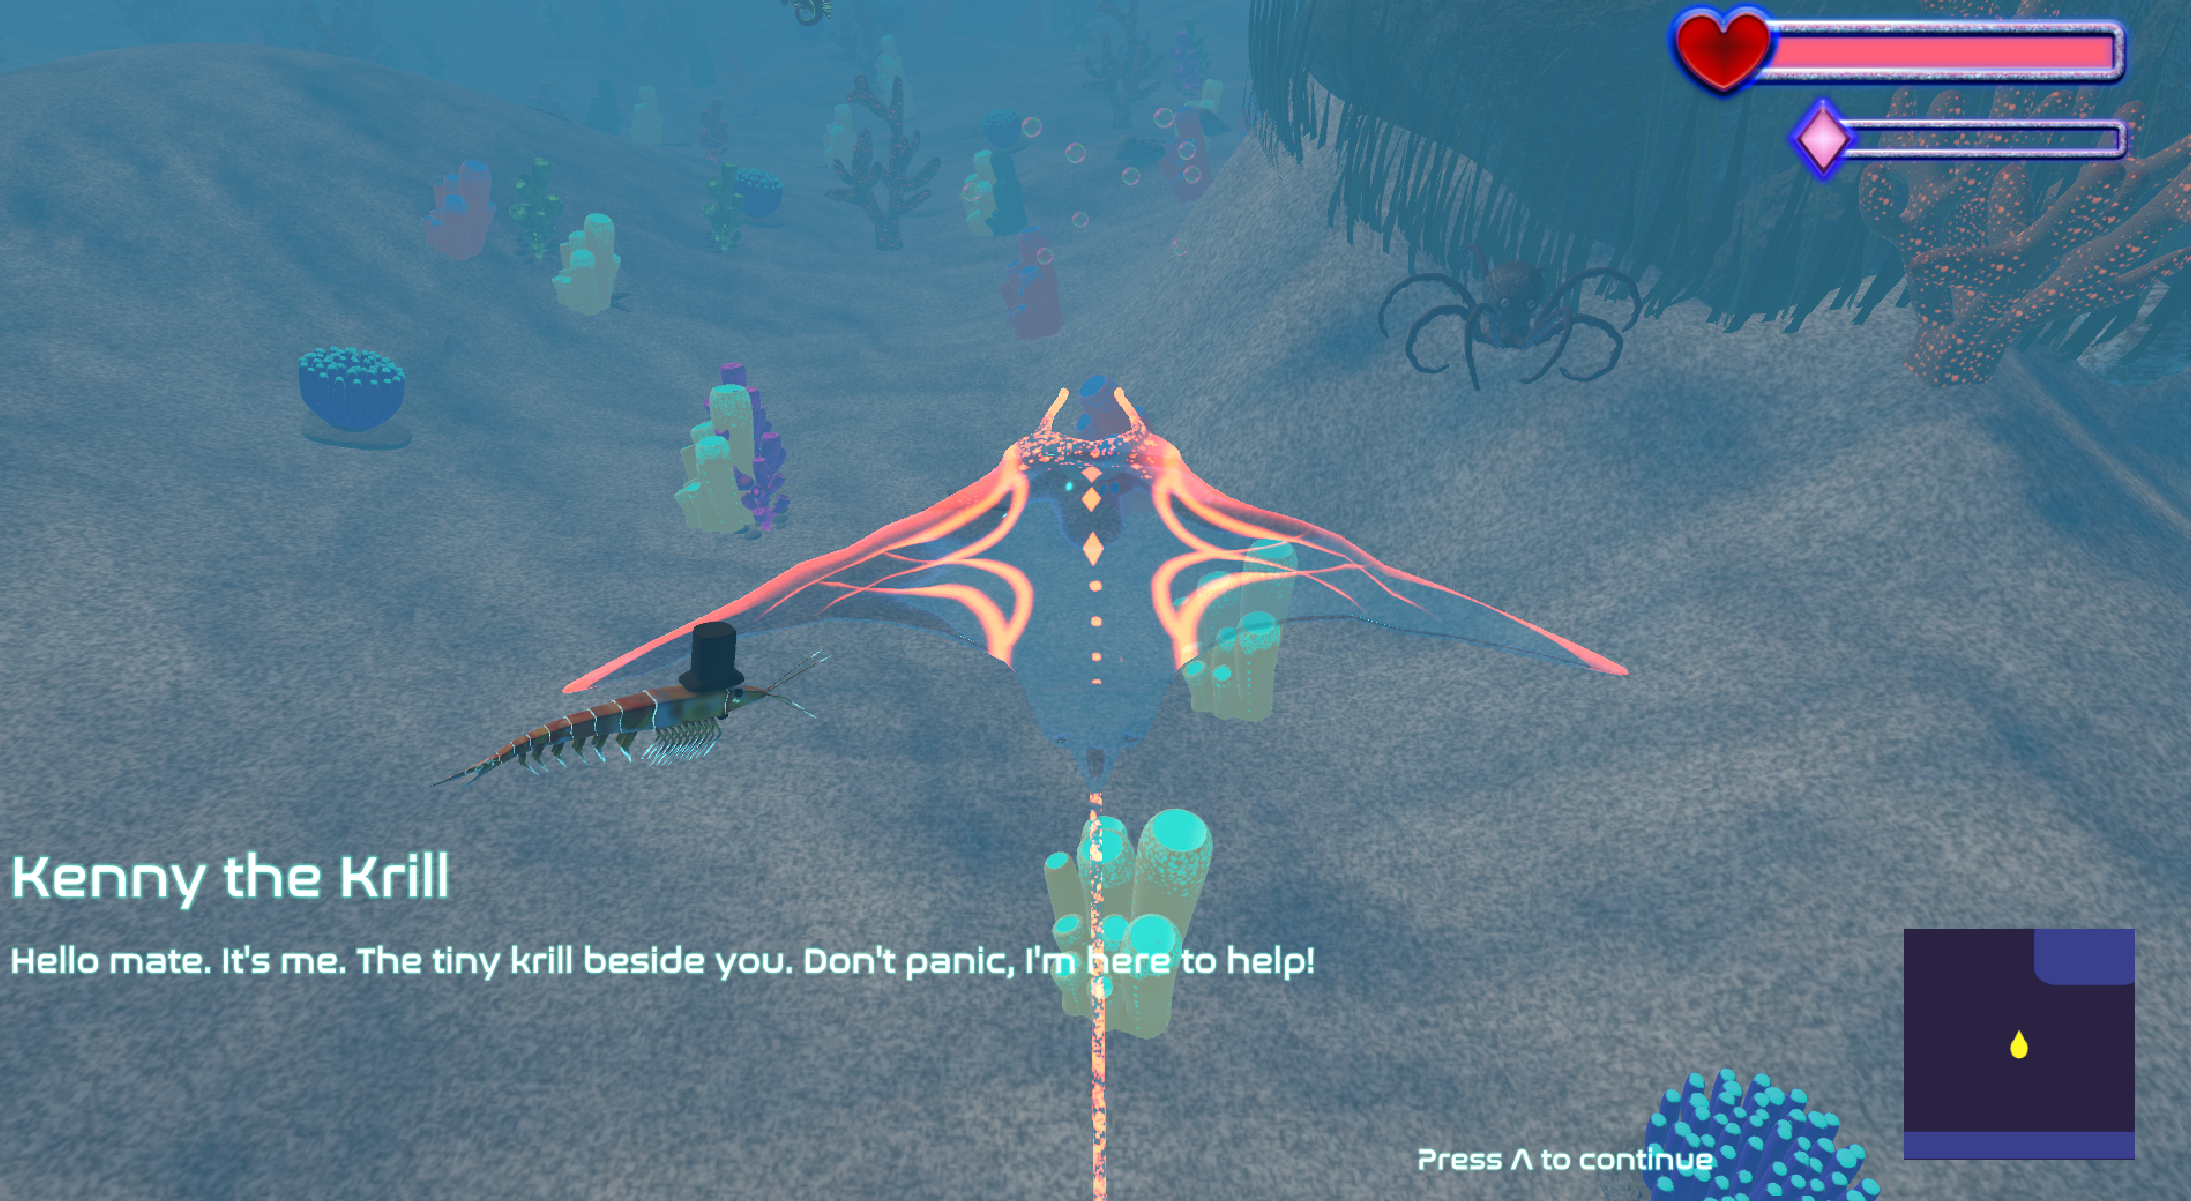 Kenny the Krill
Hello mate. It's me. The tiny krill beside you. Don't panic, I'm here to help!
Press A to continue